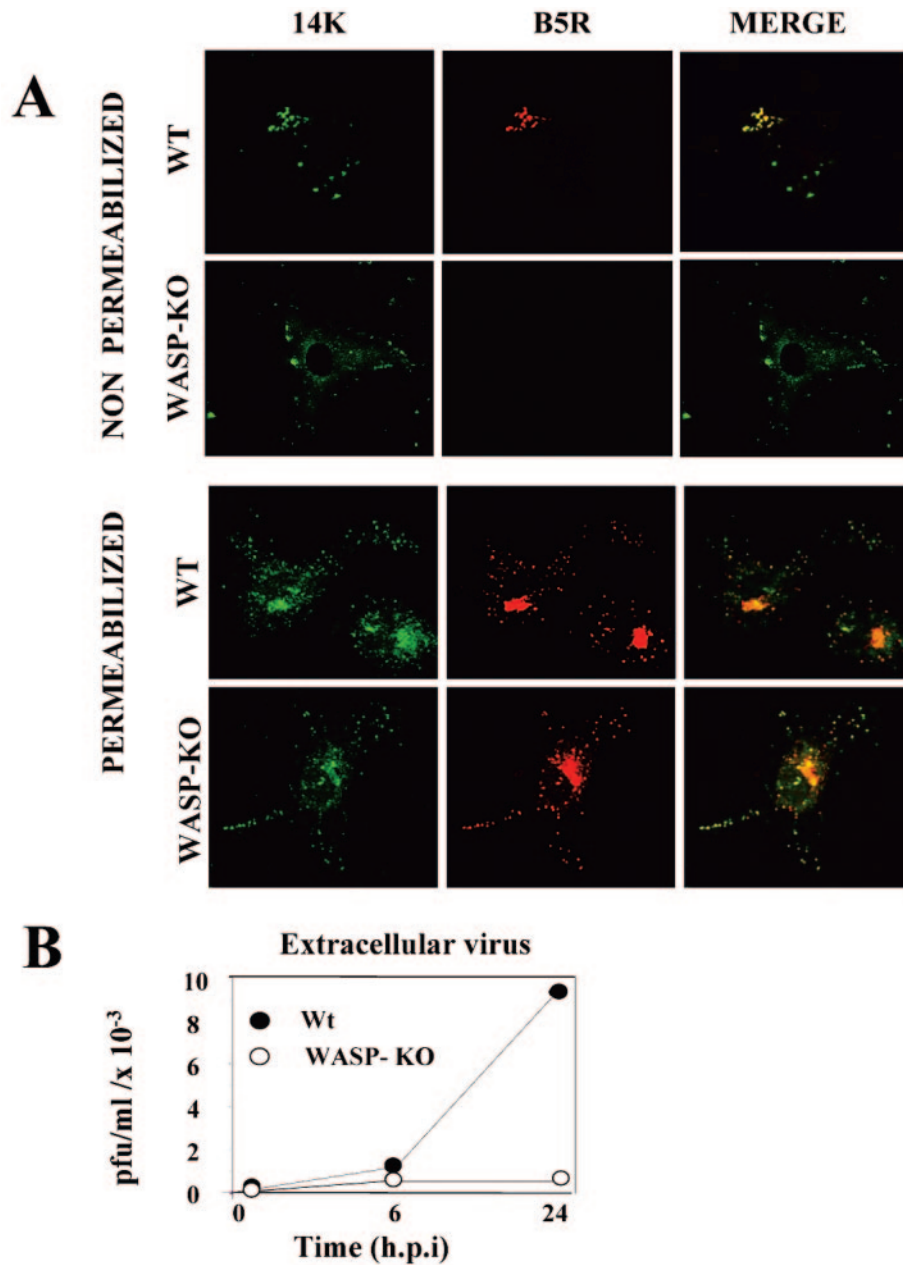 14K B5R MERGE
A
NON PERMEABILIZED
WT
WASP-KO
PERMEABILIZED
WT
WASP-KO
B
Extracellular virus
pfu/ml /x 10⁻³
10
8
6
4
2
0
Wt
WASP- KO
0 6 24
Time (h.p.i)